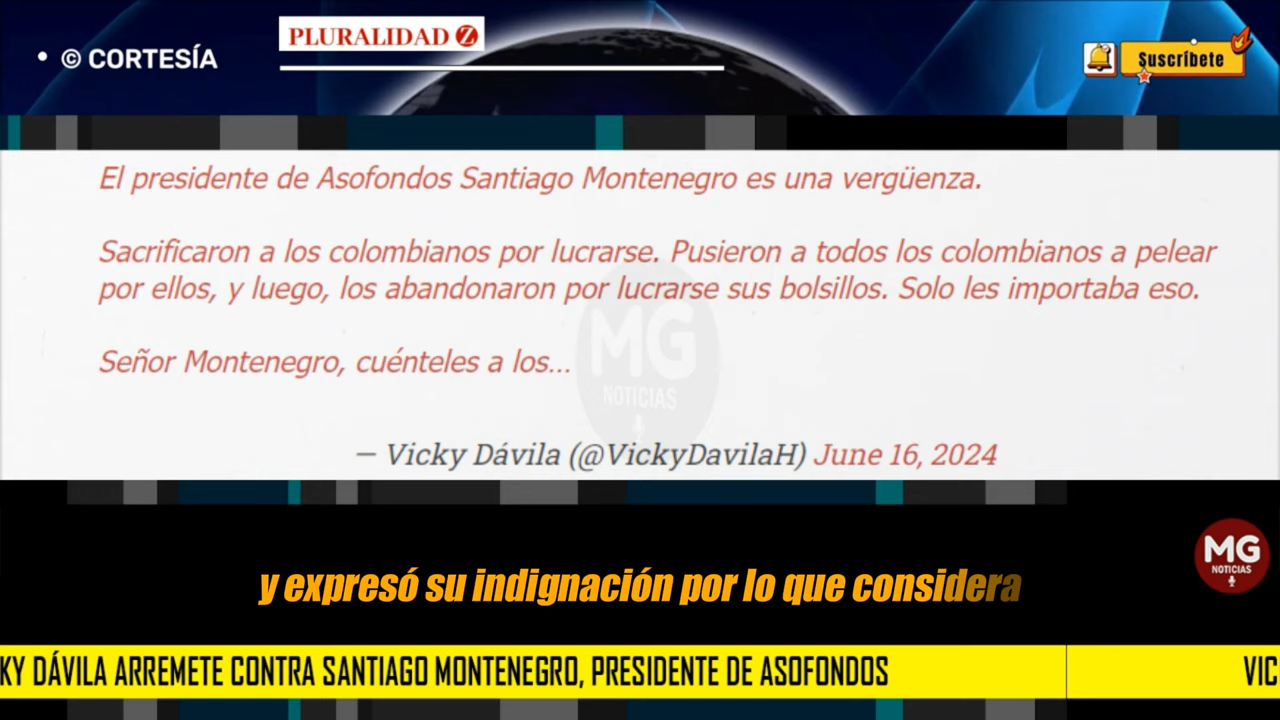 © CORTESÍA
PLURALIDAD Z
Suscríbete
El presidente de Asofondos Santiago Montenegro es una vergüenza.
Sacrificaron a los colombianos por lucrarse. Pusieron a todos los colombianos a pelear
por ellos, y luego, los abandonaron por lucrarse sus bolsillos. Solo les importaba eso.
Señor Montenegro, cuénteles a los...
— Vicky Dávila (@VickyDavilaH) June 16, 2024
MG
NOTICIAS
y expresó su indignación por lo que considera
MG
NOTICIAS
KY DÁVILA ARREMETE CONTRA SANTIAGO MONTENEGRO, PRESIDENTE DE ASOFONDOS
VIC